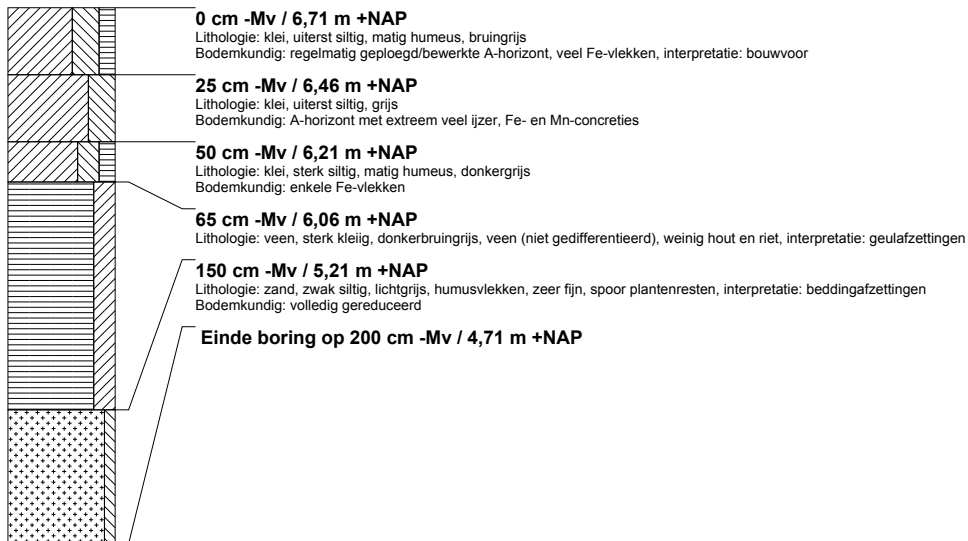 0 cm -Mv / 6,71 m +NAP
Lithologie: klei, uiterst siltig, matig humeus, bruingrijs
Bodemkundig: regelmatig geploegd/bewerkte A-horizont, veel Fe-vlekken, interpretatie: bouwvoor
25 cm -Mv / 6,46 m +NAP
Lithologie: klei, uiterst siltig, grijs
Bodemkundig: A-horizont met extreem veel ijzer, Fe- en Mn-concreties
50 cm -Mv / 6,21 m +NAP
Lithologie: klei, sterk siltig, matig humeus, donkergrijs
Bodemkundig: enkele Fe-vlekken
65 cm -Mv / 6,06 m +NAP
Lithologie: veen, sterk kleiig, donkerbruingrijs, veen (niet gedifferentieerd), weinig hout en riet, interpretatie: geulafzettingen
150 cm -Mv / 5,21 m +NAP
Lithologie: zand, zwak siltig, lichtgrijs, humusvlekken, zeer fijn, spoor plantenresten, interpretatie: beddingafzettingen
Bodemkundig: volledig gereduceerd
Einde boring op 200 cm -Mv / 4,71 m +NAP